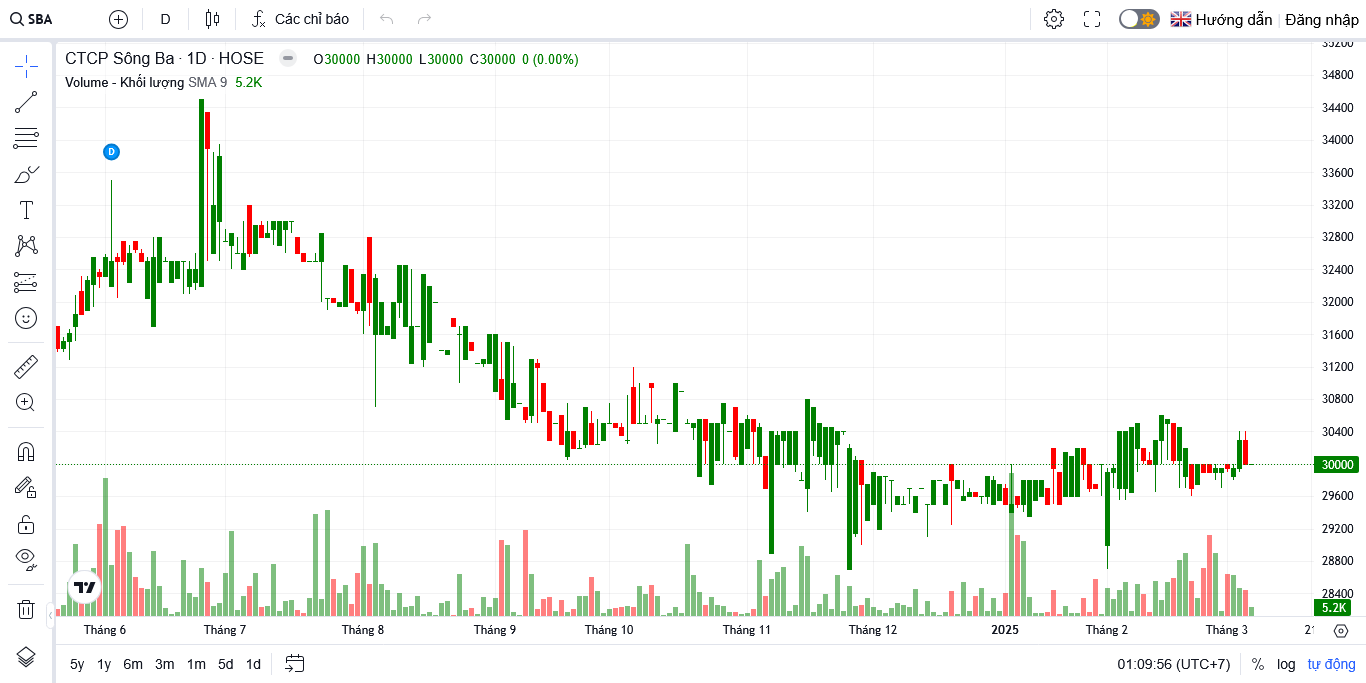 SBA D Các chỉ báo Hướng dẫn Đăng nhập
CTCP Sông Ba · 1D · HOSE O30000 H30000 L30000 C30000 0 (0.00%)
Volume - Khối lượng SMA 9 5.2K
D
T
35200
34800
34400
34000
33600
33200
32800
32400
32000
31600
31200
30800
30400
30000
29600
29200
28800
28400
5.2K
Tháng 6 Tháng 7 Tháng 8 Tháng 9 Tháng 10 Tháng 11 Tháng 12 2025 Tháng 2 Tháng 3
5y 1y 6m 3m 1m 5d 1d 01:09:56 (UTC+7) % log tự động